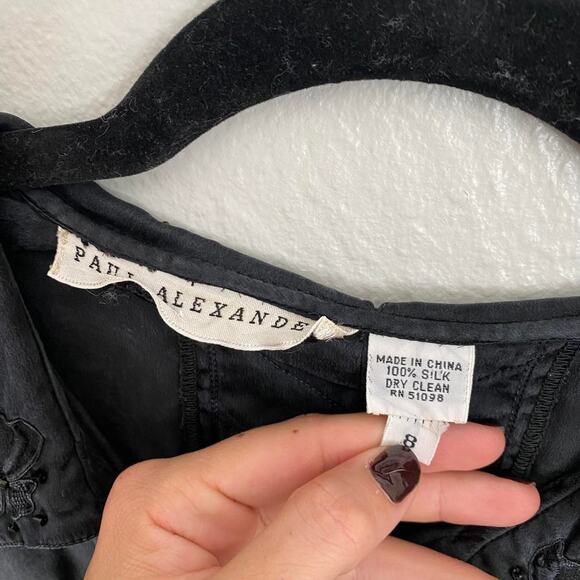 PAUL ALEXANDE
MADE IN CHINA
100% SILK
DRY CLEAN
RN 51098
8